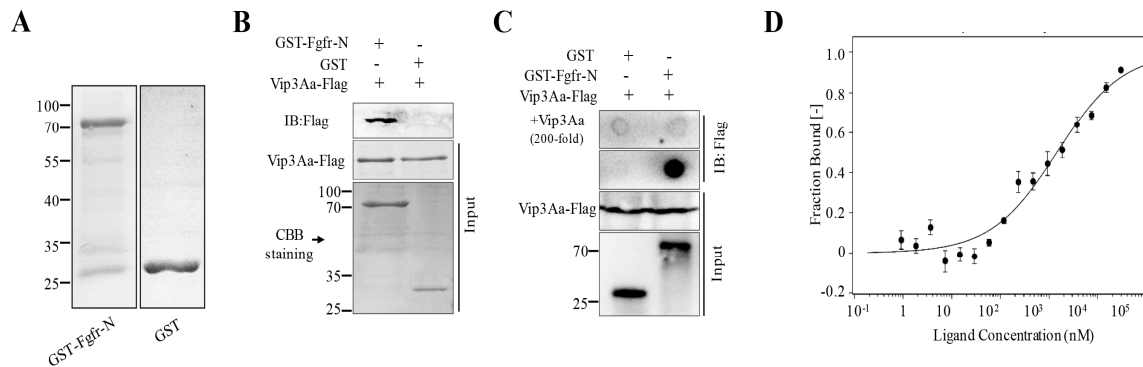 A
100
70
55
40
35
25
GST-Fgfr-N
GST
B
GST-Fgfr-N + -
GST - +
Vip3Aa-Flag + +
IB:Flag
Vip3Aa-Flag
100
70
CBB
staining
35
25
Input
C
GST + -
GST-Fgfr-N - +
Vip3Aa-Flag + +
+Vip3Aa
(200-fold)
IB: Flag
Vip3Aa-Flag
70
25
Input
D
Fraction Bound [-]
1.0
0.8
0.6
0.4
0.2
0
-0.2
10-1 1 10 10² 10³ 10⁴ 10⁵
Ligand Concentration (nM)